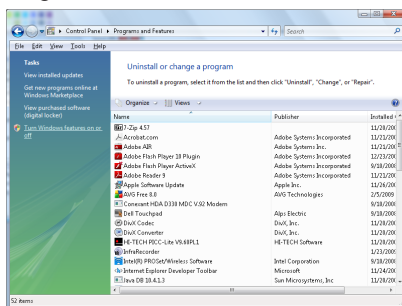 Control Panel ▸ Programs and Features
Search
File Edit View Tools Help
Tasks
View installed updates
Get new programs online at
Windows Marketplace
View purchased software
(digital locker)
Turn Windows features on or
off
Uninstall or change a program
To uninstall a program, select it from the list and then click "Uninstall", "Change", or "Repair".
Organize Views
Name Publisher Installed
7-Zip 4.57 11/20/200
Acrobat.com Adobe Systems Incorporated 11/21/200
Adobe AIR Adobe Systems Inc. 11/21/200
Adobe Flash Player 10 Plugin Adobe Systems Incorporated 12/23/200
Adobe Flash Player ActiveX Adobe Systems Incorporated 9/18/200
Adobe Reader 9 Adobe Systems Incorporated 11/21/200
Apple Software Update Apple Inc. 11/26/200
AVG Free 8.0 AVG Technologies 2/5/2009
Conexant HDA D330 MDC V.92 Modem 9/18/200
Dell Touchpad Alps Electric 9/18/200
DivX Codec DivX, Inc. 11/20/200
DivX Converter DivX, Inc. 11/20/200
HI-TECH PICC-Lite V9.60PL1 HI-TECH Software 11/20/200
InfraRecorder 1/23/2009
Intel(R) PROSet/Wireless Software Intel Corporation 9/18/200
Internet Explorer Developer Toolbar Microsoft 11/24/200
Java DB 10.4.1.3 Sun Microsystems, Inc 11/20/200
52 items